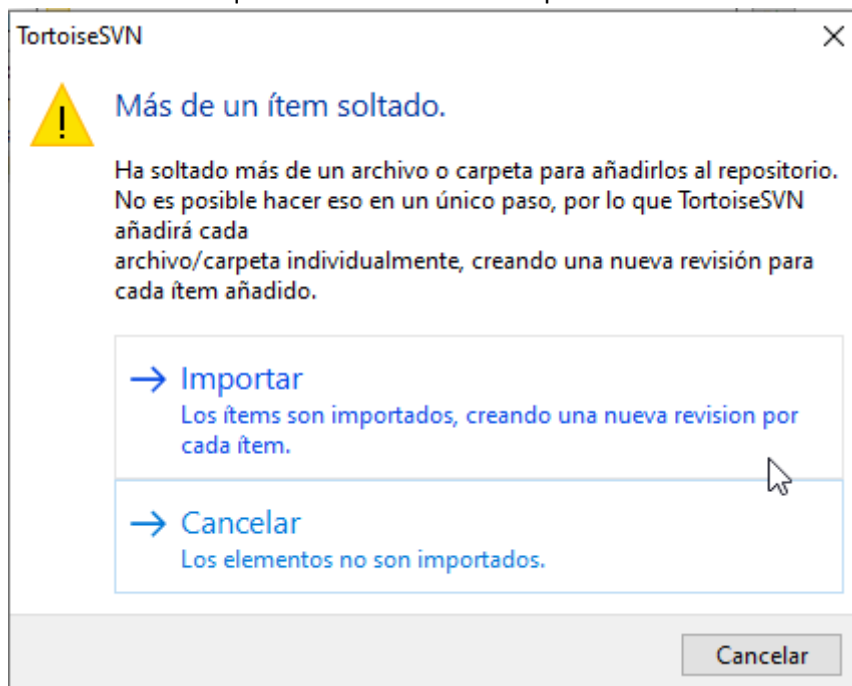 TortoiseSVN
Más de un ítem soltado.
Ha soltado más de un archivo o carpeta para añadirlos al repositorio.
No es posible hacer eso en un único paso, por lo que TortoiseSVN
añadirá cada
archivo/carpeta individualmente, creando una nueva revisión para
cada ítem añadido.
Importar
Los ítems son importados, creando una nueva revision por
cada ítem.
Cancelar
Los elementos no son importados.
Cancelar